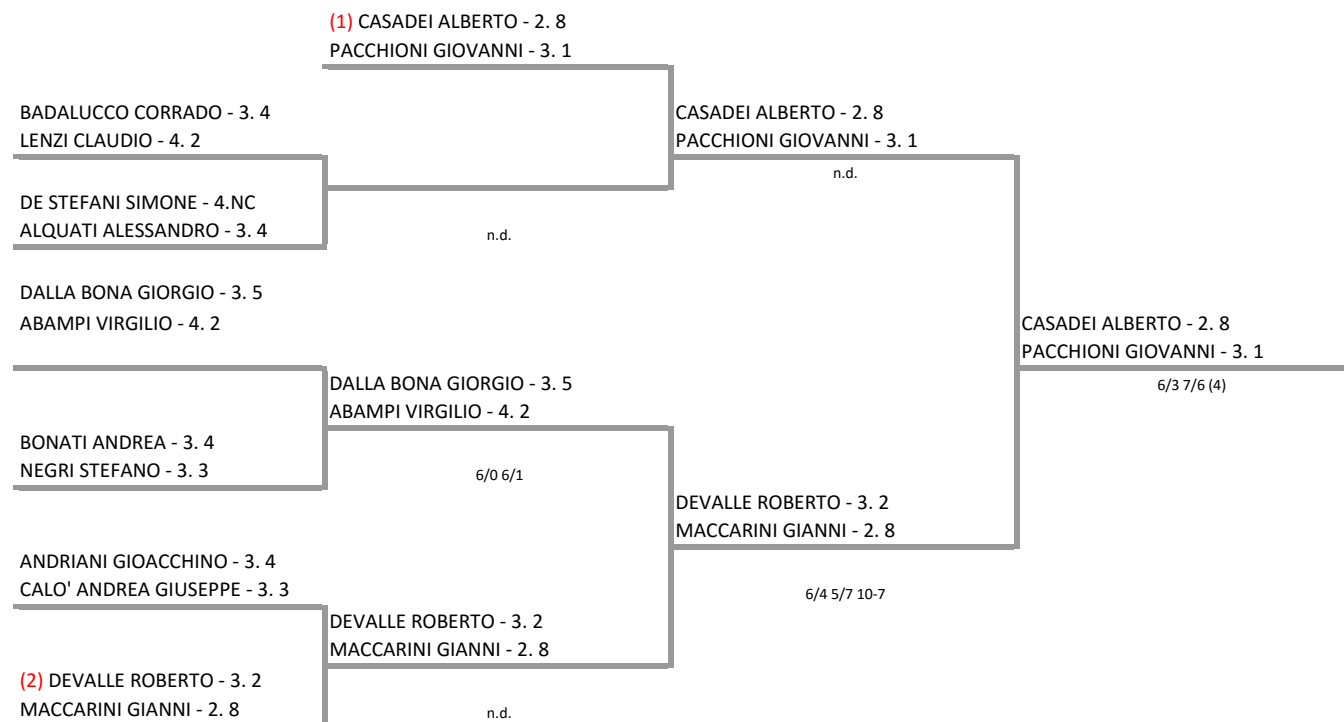 (1) CASADEI ALBERTO - 2. 8
PACCHIONI GIOVANNI - 3. 1
BADALUCCO CORRADO - 3. 4
LENZI CLAUDIO - 4. 2
CASADEI ALBERTO - 2. 8
PACCHIONI GIOVANNI - 3. 1
n.d.
DE STEFANI SIMONE - 4.NC
ALQUATI ALESSANDRO - 3. 4
n.d.
DALLA BONA GIORGIO - 3. 5
ABAMPI VIRGILIO - 4. 2
CASADEI ALBERTO - 2. 8
PACCHIONI GIOVANNI - 3. 1
6/3 7/6 (4)
DALLA BONA GIORGIO - 3. 5
ABAMPI VIRGILIO - 4. 2
BONATI ANDREA - 3. 4
NEGRI STEFANO - 3. 3
6/0 6/1
DEVALLE ROBERTO - 3. 2
MACCARINI GIANNI - 2. 8
ANDRIANI GIOACCHINO - 3. 4
CALO' ANDREA GIUSEPPE - 3. 3
6/4 5/7 10-7
DEVALLE ROBERTO - 3. 2
MACCARINI GIANNI - 2. 8
(2) DEVALLE ROBERTO - 3. 2
MACCARINI GIANNI - 2. 8
n.d.